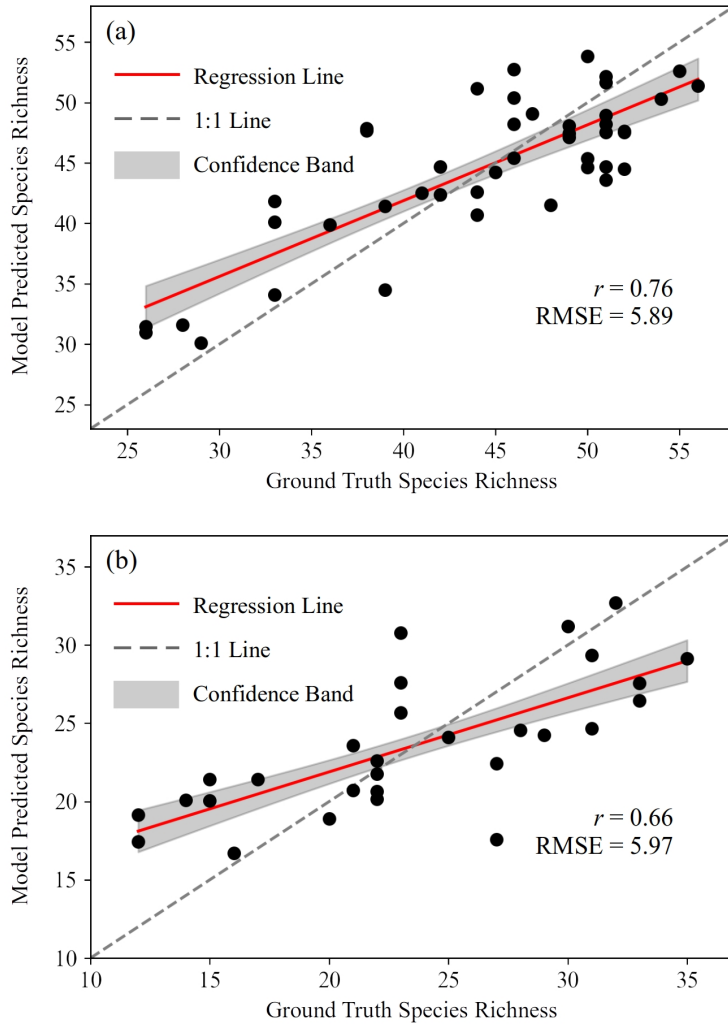 (a)
Regression Line
1:1 Line
Confidence Band
r = 0.76
RMSE = 5.89
55
50
45
40
35
30
25
Model Predicted Species Richness
25 30 35 40 45 50 55
Ground Truth Species Richness
(b)
Regression Line
1:1 Line
Confidence Band
r = 0.66
RMSE = 5.97
35
30
25
20
15
10
Model Predicted Species Richness
10 15 20 25 30 35
Ground Truth Species Richness